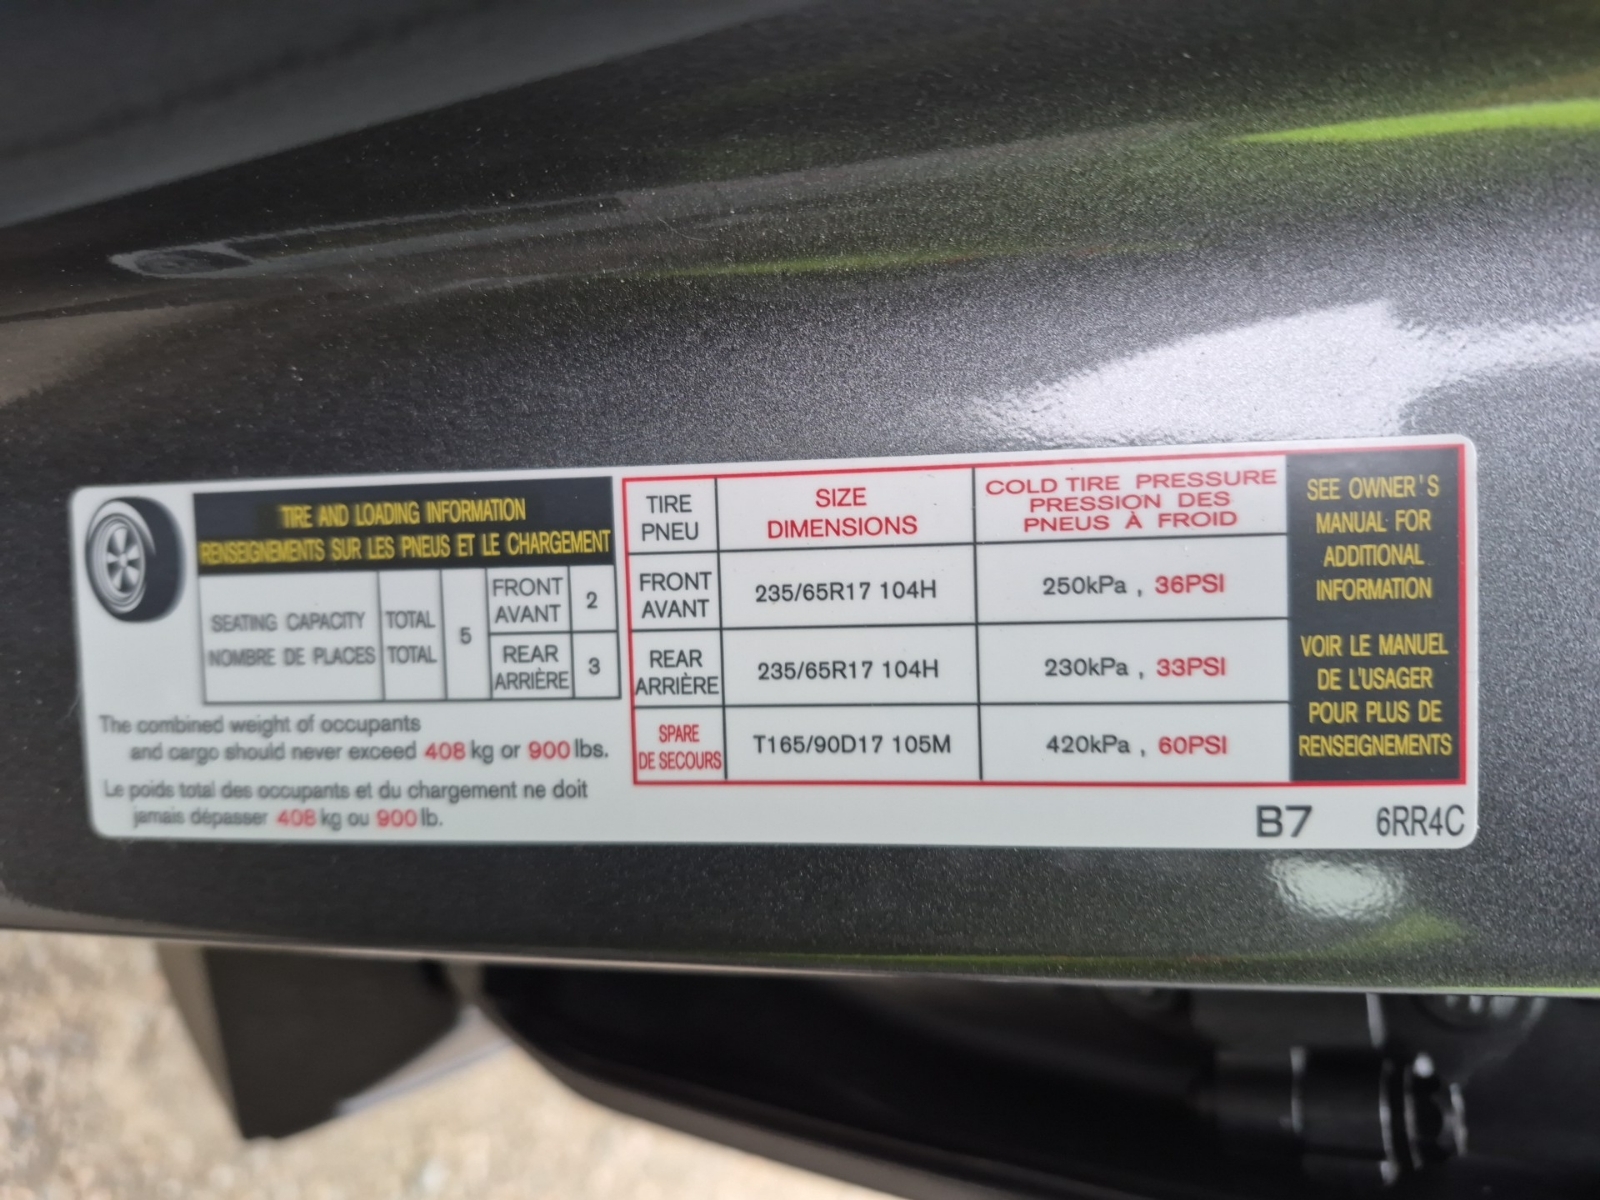 TIRE AND LOADING INFORMATION
RENSEIGNEMENTS SUR LES PNEUS ET LE CHARGEMENT
SEATING CAPACITY TOTAL
NOMBRE DE PLACES TOTAL
5
FRONT
AVANT
2
REAR
ARRIÈRE
3
The combined weight of occupants
and cargo should never exceed 408 kg or 900 lbs.
Le poids total des occupants et du chargement ne doit
jamais dépasser 408 kg ou 900 lb.
TIRE
PNEU
SIZE
DIMENSIONS
COLD TIRE PRESSURE
PRESSION DES
PNEUS À FROID
FRONT
AVANT
235/65R17 104H
250kPa , 36PSI
REAR
ARRIÈRE
235/65R17 104H
230kPa , 33PSI
SPARE
DE SECOURS
T165/90D17 105M
420kPa , 60PSI
SEE OWNER'S
MANUAL FOR
ADDITIONAL
INFORMATION
VOIR LE MANUEL
DE L'USAGER
POUR PLUS DE
RENSEIGNEMENTS
B7 6RR4C